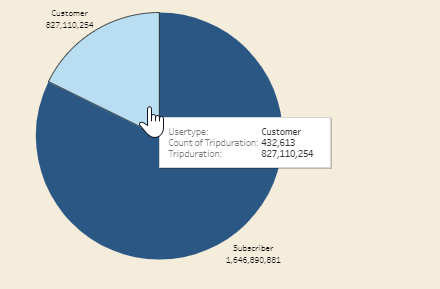 Customer
827,110,254
Usertype: Customer
Count of Tripduration: 432,613
Tripduration: 827,110,254
Subscriber
1,646,890,881